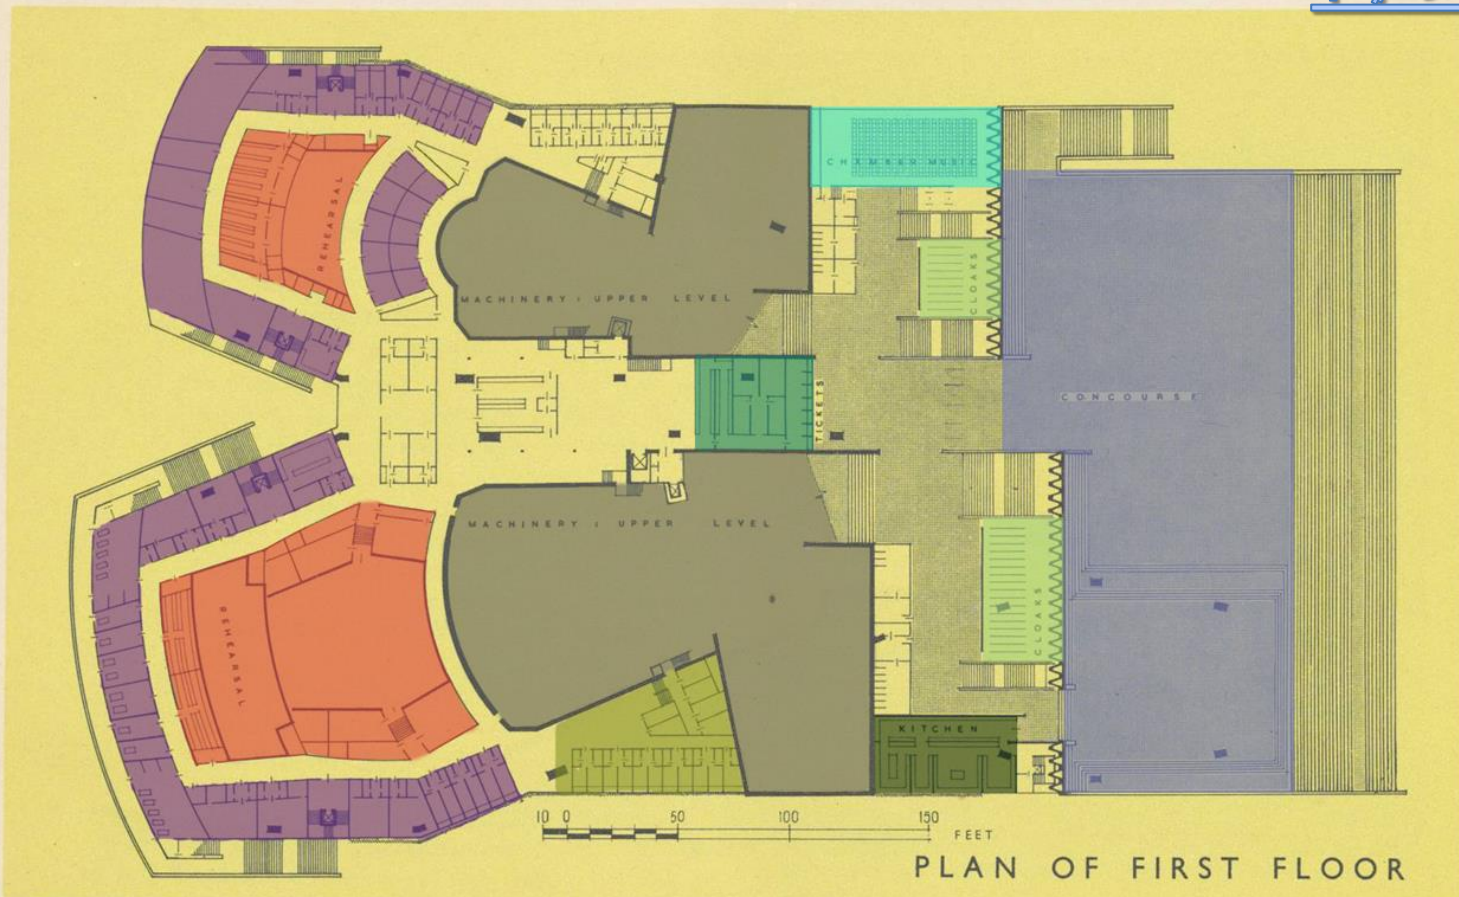 CHAMBER MUSIC
REHEARSAL
MACHINERY : UPPER LEVEL
CLOAKS
TICKETS
CONCOURSE
MACHINERY : UPPER LEVEL
CLOAKS
REHEARSAL
KITCHEN
10 0 50 100 150
FEET
PLAN OF FIRST FLOOR